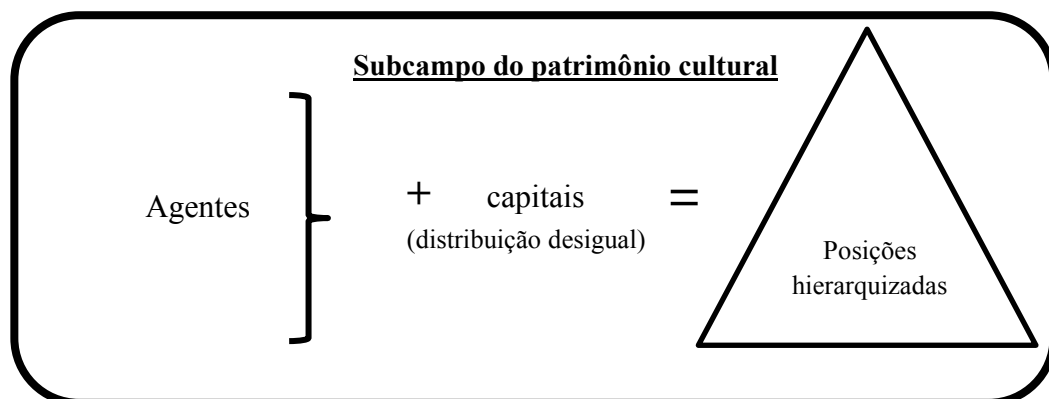 Subcampo do patrimônio cultural
Agentes
+ capitais =
(distribuição desigual)
Posições
hierarquizadas